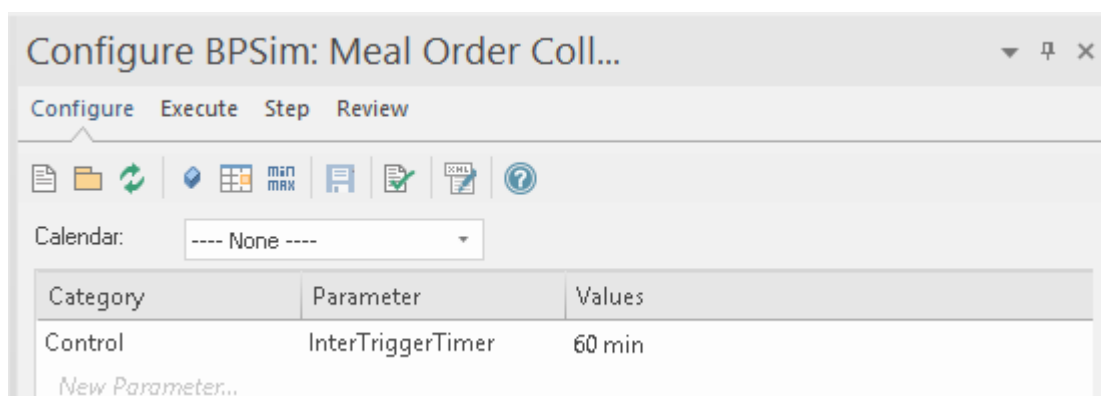 Configure BPSim: Meal Order Coll...
Configure Execute Step Review
min
max
XML
Calendar: ---- None ----
Category Parameter Values
Control InterTriggerTimer 60 min
New Parameter...